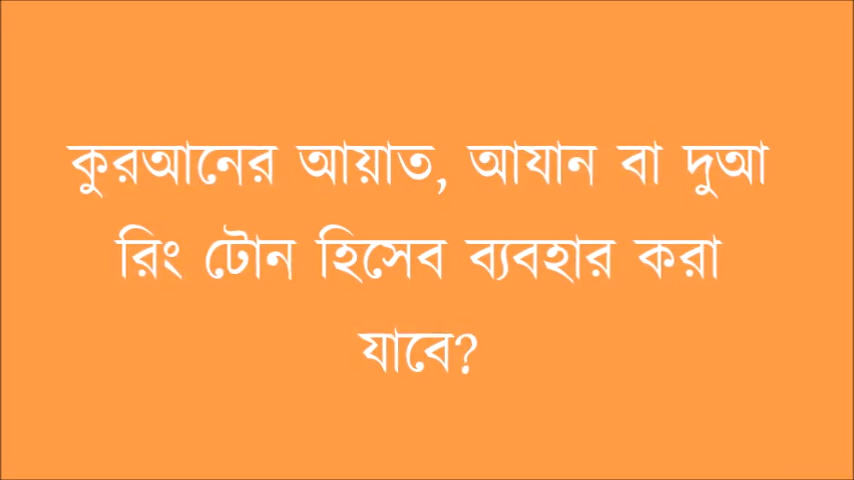 কুরআনের আয়াত, আযান বা দুআ
রিং টোন হিসেব ব্যবহার করা
যাবে?